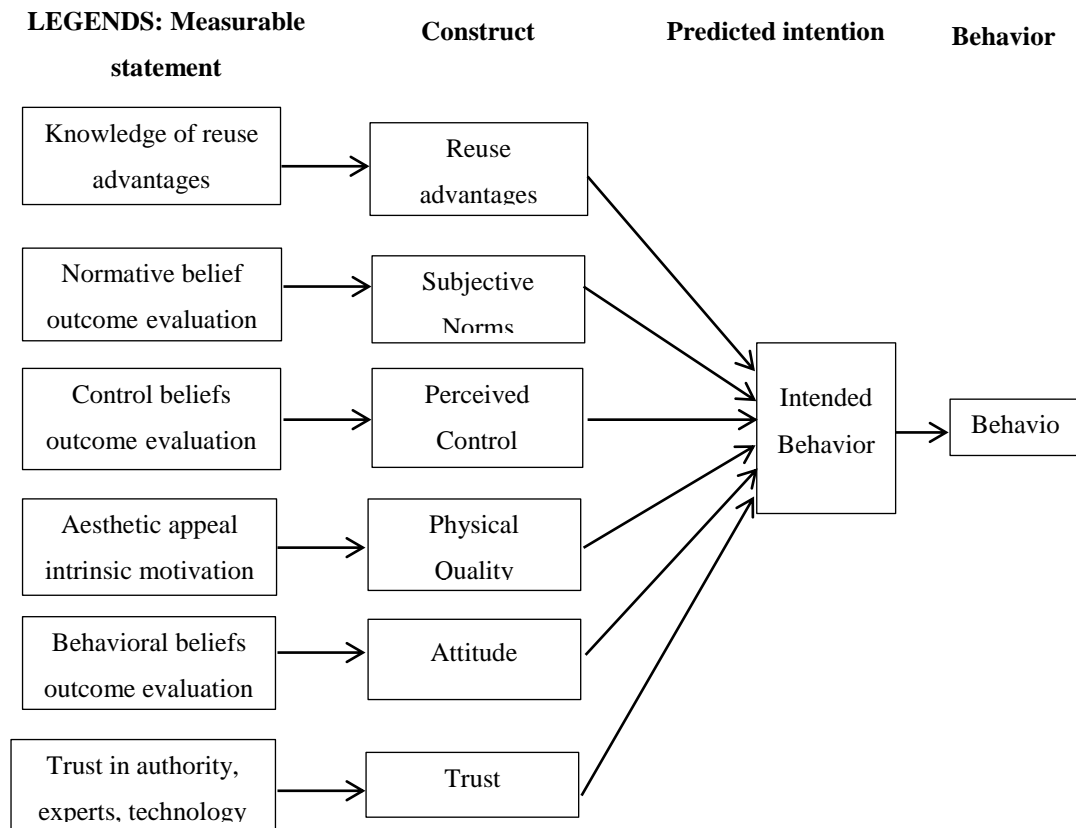 LEGENDS: Measurable
statement
Construct
Predicted intention
Behavior
Knowledge of reuse
advantages
Reuse
advantages
Normative belief
outcome evaluation
Subjective
Norms
Control beliefs
outcome evaluation
Perceived
Control
Intended
Behavior
Behavio
Aesthetic appeal
intrinsic motivation
Physical
Quality
Behavioral beliefs
outcome evaluation
Attitude
Trust in authority,
experts, technology
Trust